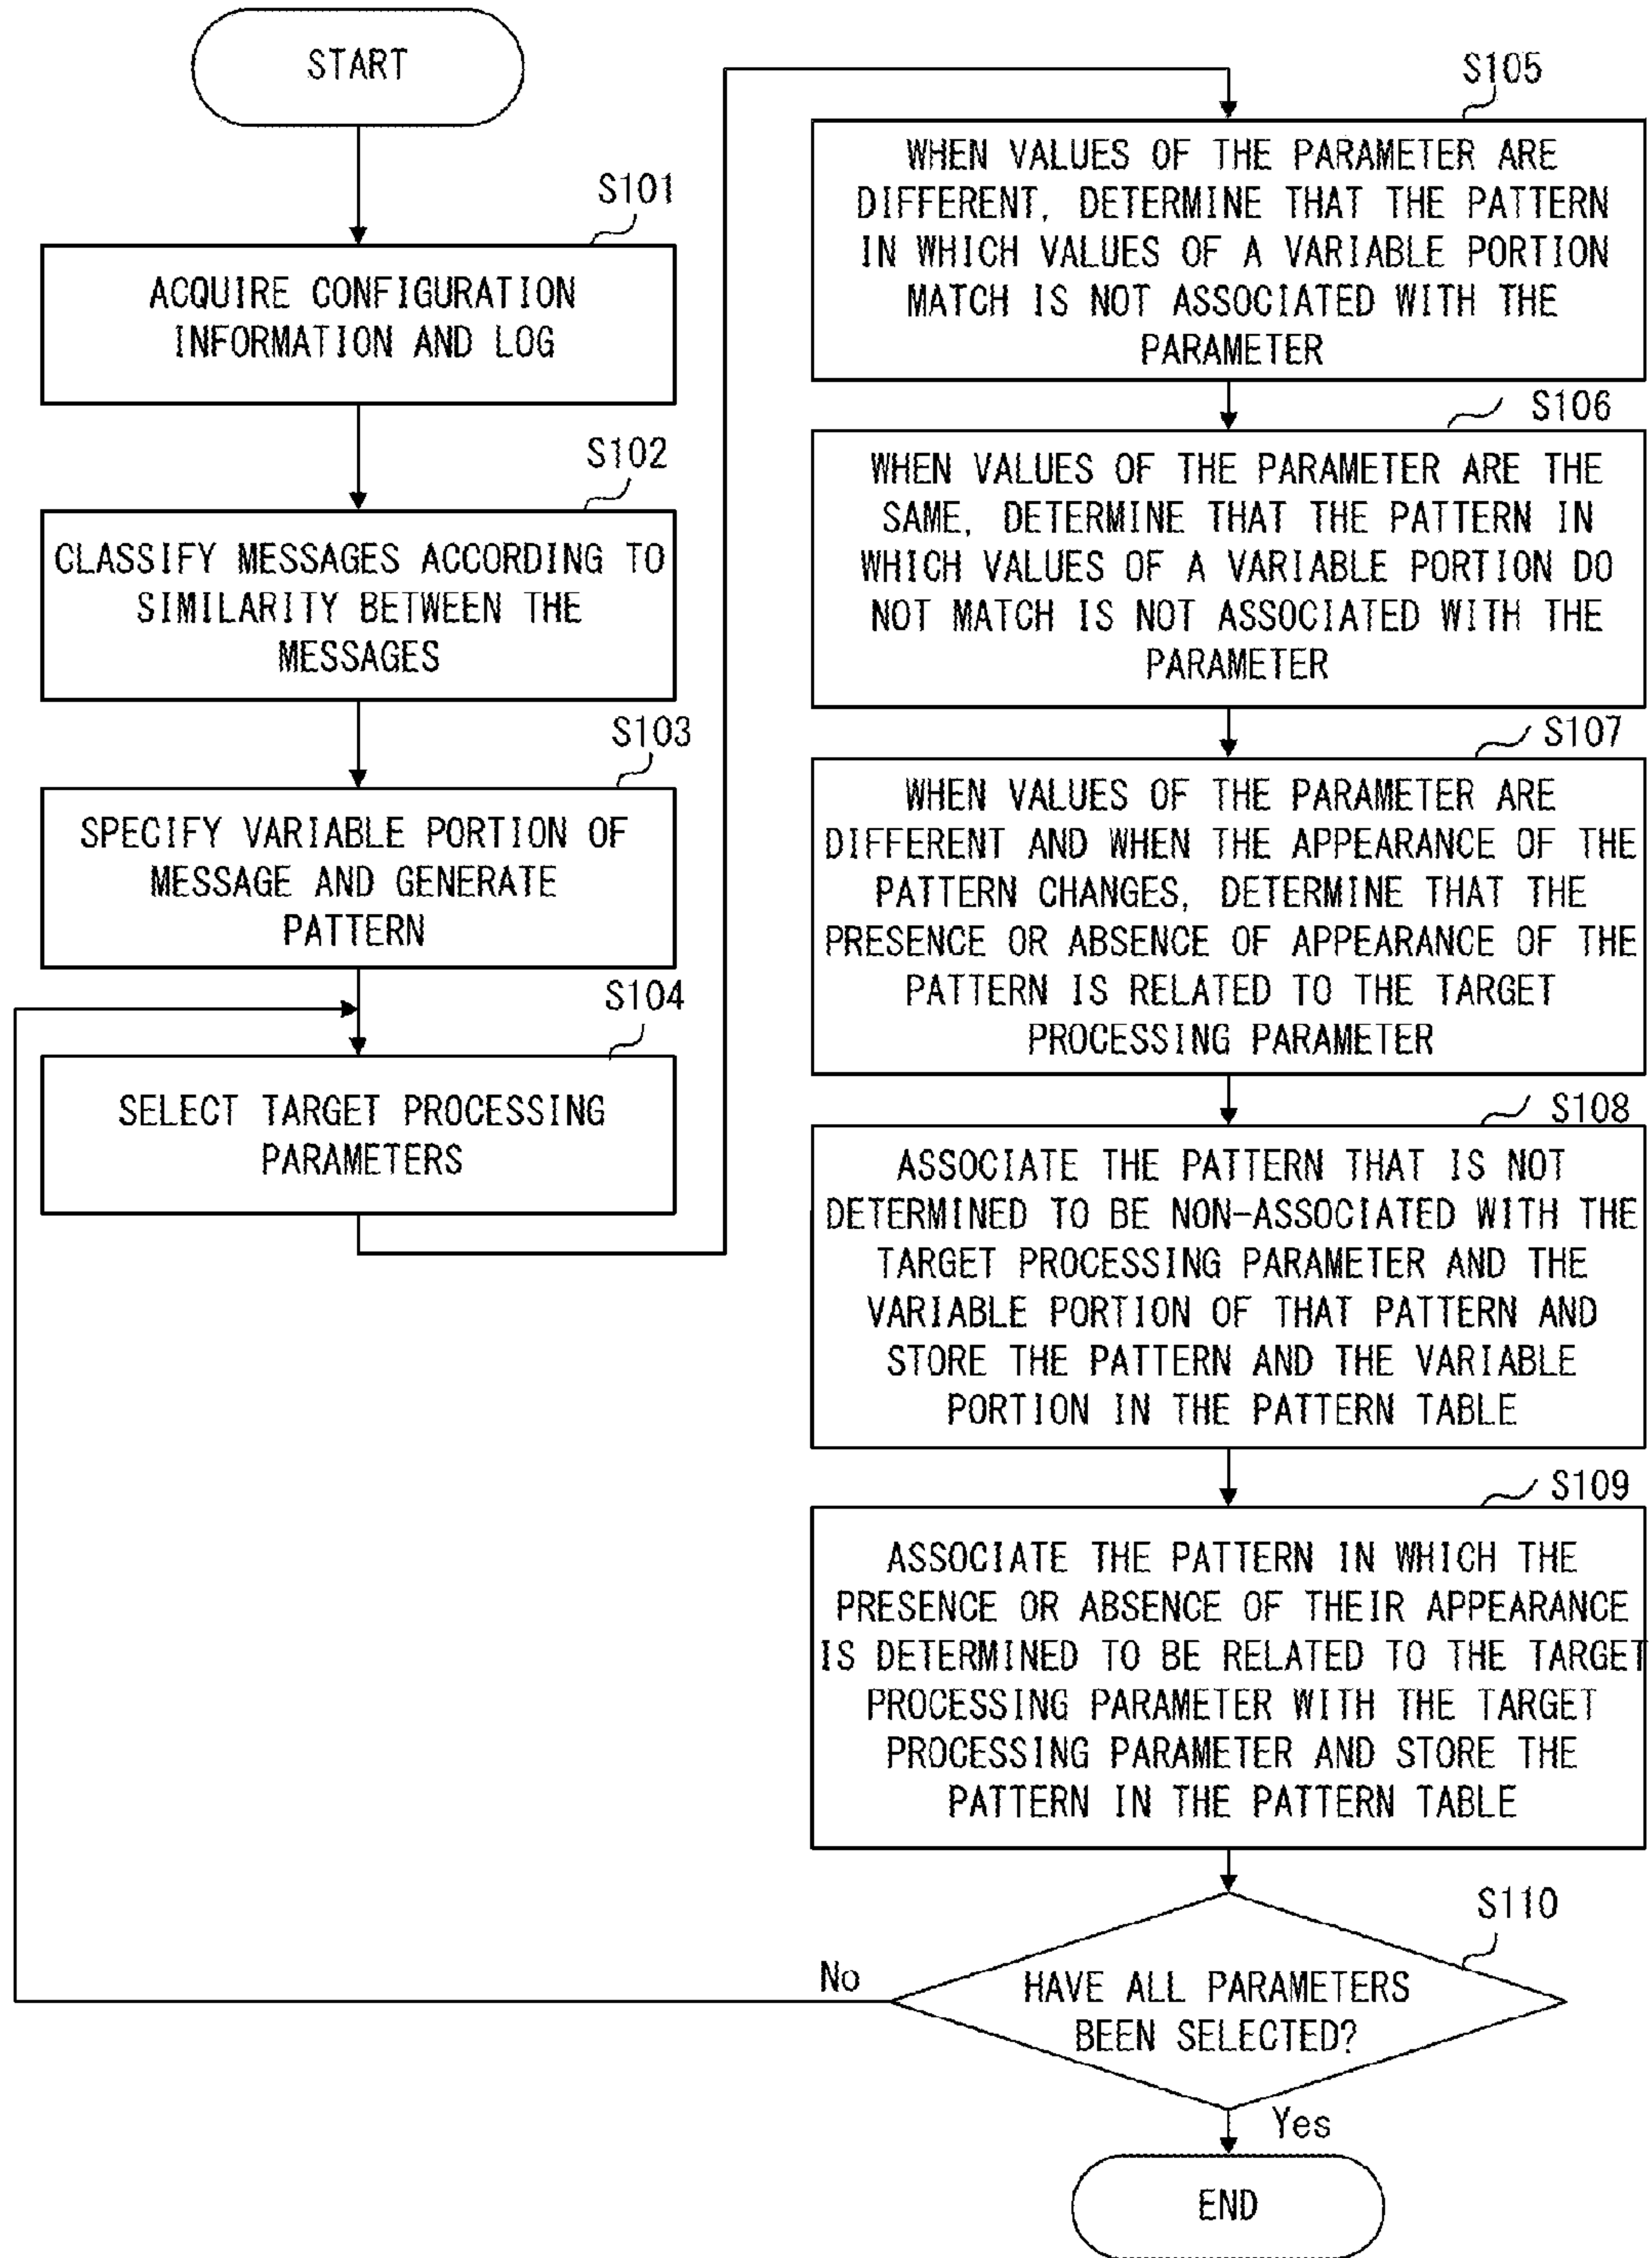 START
S101
ACQUIRE CONFIGURATION
INFORMATION AND LOG
S102
CLASSIFY MESSAGES ACCORDING TO
SIMILARITY BETWEEN THE
MESSAGES
S103
SPECIFY VARIABLE PORTION OF
MESSAGE AND GENERATE
PATTERN
S104
SELECT TARGET PROCESSING
PARAMETERS
S105
WHEN VALUES OF THE PARAMETER ARE
DIFFERENT, DETERMINE THAT THE PATTERN
IN WHICH VALUES OF A VARIABLE PORTION
MATCH IS NOT ASSOCIATED WITH THE
PARAMETER
S106
WHEN VALUES OF THE PARAMETER ARE THE
SAME, DETERMINE THAT THE PATTERN IN
WHICH VALUES OF A VARIABLE PORTION DO
NOT MATCH IS NOT ASSOCIATED WITH THE
PARAMETER
S107
WHEN VALUES OF THE PARAMETER ARE
DIFFERENT AND WHEN THE APPEARANCE OF THE
PATTERN CHANGES, DETERMINE THAT THE
PRESENCE OR ABSENCE OF APPEARANCE OF THE
PATTERN IS RELATED TO THE TARGET
PROCESSING PARAMETER
S108
ASSOCIATE THE PATTERN THAT IS NOT
DETERMINED TO BE NON-ASSOCIATED WITH THE
TARGET PROCESSING PARAMETER AND THE
VARIABLE PORTION OF THAT PATTERN AND
STORE THE PATTERN AND THE VARIABLE
PORTION IN THE PATTERN TABLE
S109
ASSOCIATE THE PATTERN IN WHICH THE
PRESENCE OR ABSENCE OF THEIR APPEARANCE
IS DETERMINED TO BE RELATED TO THE TARGET
PROCESSING PARAMETER WITH THE TARGET
PROCESSING PARAMETER AND STORE THE
PATTERN IN THE PATTERN TABLE
S110
No
HAVE ALL PARAMETERS
BEEN SELECTED?
Yes
END